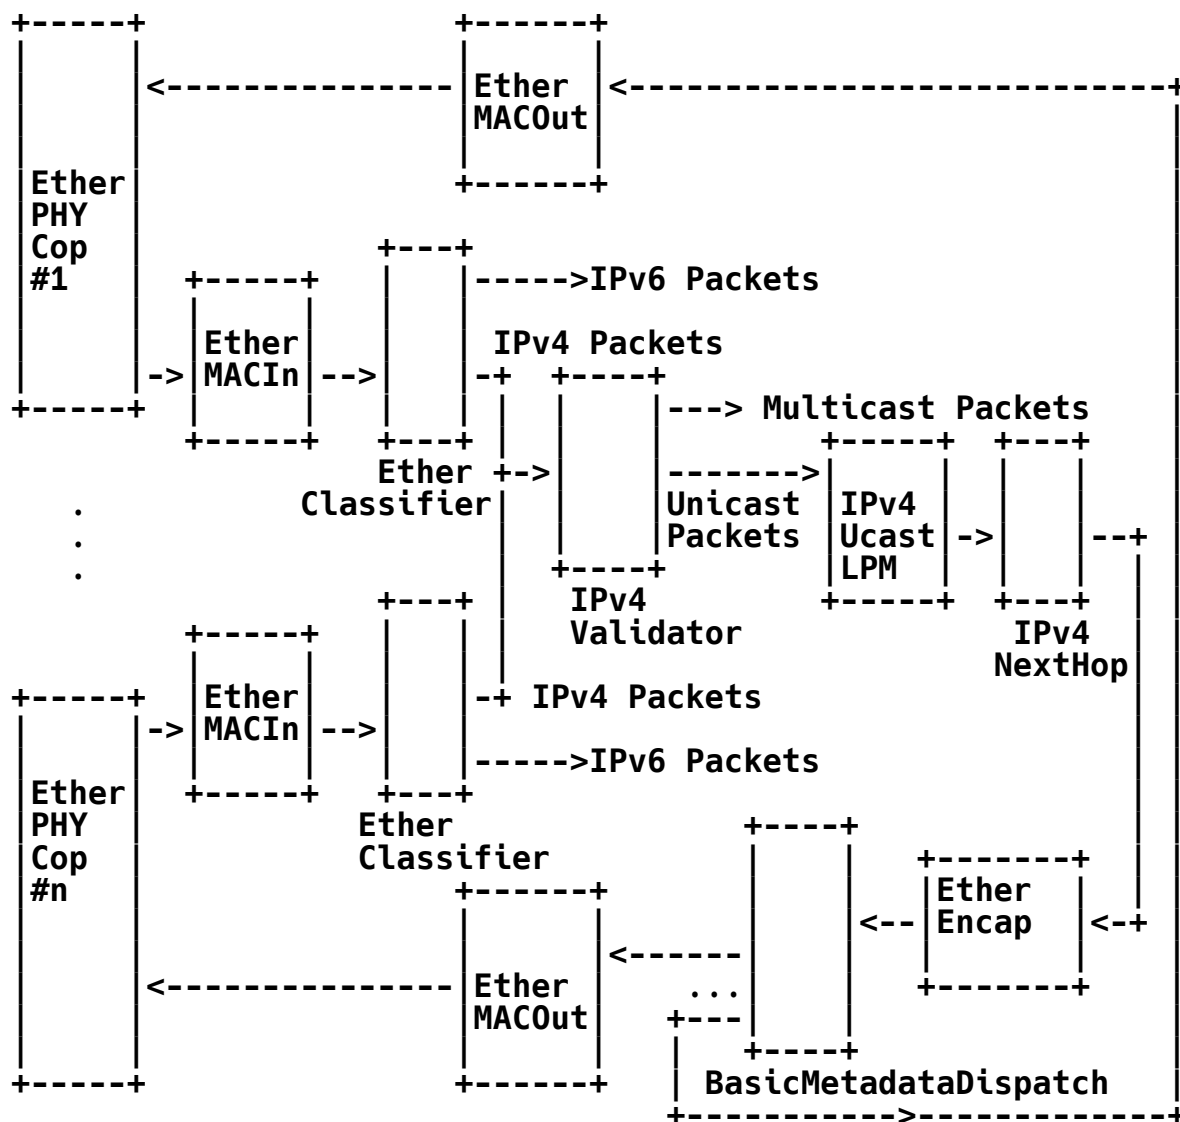 Ether
MACOut
Ether
PHY
Cop
#1
IPv6 Packets
Ether
MACIn
IPv4 Packets
Multicast Packets
Ether
Classifier
Unicast
Packets
IPv4
Ucast
LPM
.
.
.
IPv4
Validator
IPv4
NextHop
Ether
MACIn
IPv4 Packets
IPv6 Packets
Ether
PHY
Cop
#n
Ether
Classifier
Ether
Encap
Ether
MACOut
...
BasicMetadataDispatch